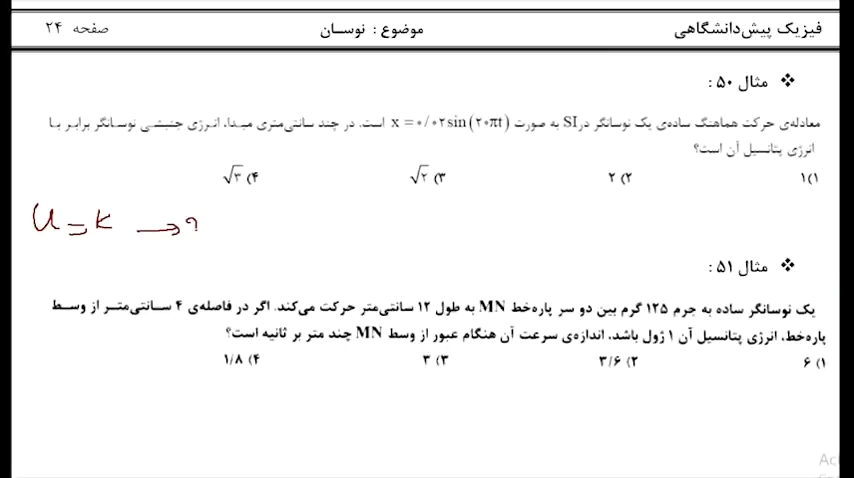 فیزیک پیش‌دانشگاهی موضوع : نوسان صفحه ۲۴
❖ مثال ۵۰ :
معادله‌ی حرکت هماهنگ ساده‌ی یک نوسانگر در SI به صورت x = ۰/۰۲ sin(۲۰πt) است. در چند سانتی‌متری مبدا، انرژی جنبشی نوسانگر برابر با
انرژی پتانسیل آن است؟
۱) ۱ ۲) ۲ ۳) √۲ ۴) √۳
U = K → ?
❖ مثال ۵۱ :
یک نوسانگر ساده به جرم ۱۲۵ گرم بین دو سر پاره‌خط MN به طول ۱۲ سانتی‌متر حرکت می‌کند. اگر در فاصله‌ی ۴ سانتی‌متر از وسط
پاره‌خط، انرژی پتانسیل آن ۱ ژول باشد، اندازه‌ی سرعت آن هنگام عبور از وسط MN چند متر بر ثانیه است؟
۱) ۶ ۲) ۳/۶ ۳) ۳ ۴) ۱/۸